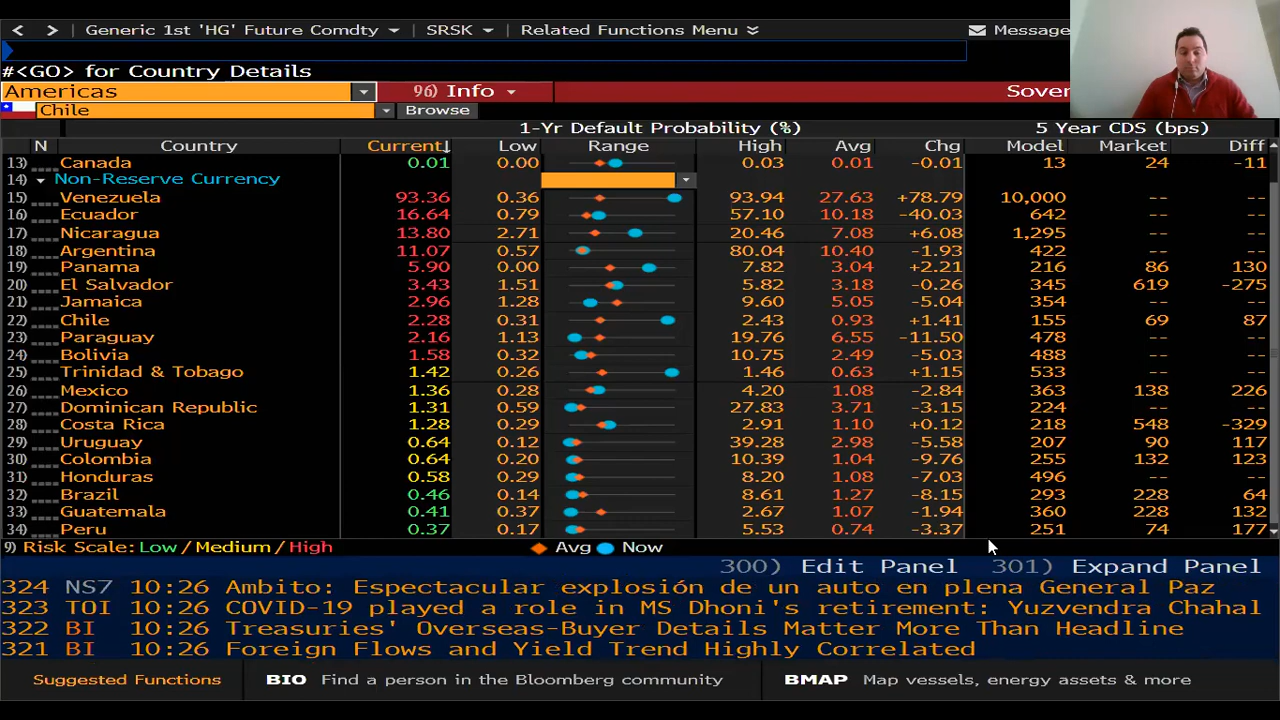 < > Generic 1st 'HG' Future Comdty SRSK Related Functions Menu Message
#<GO> for Country Details
Americas 96) Info Sover
Chile Browse
1-Yr Default Probability (%) 5 Year CDS (bps)
N Country Current↓ Low Range High Avg Chg Model Market Diff
13) Canada 0.01 0.00 0.03 0.01 -0.01 13 24 -11
14) Non-Reserve Currency
15) Venezuela 93.36 0.36 93.94 27.63 +78.79 10,000 -- --
16) Ecuador 16.64 0.79 57.10 10.18 -40.03 642 -- --
17) Nicaragua 13.80 2.71 20.46 7.08 +6.08 1,295 -- --
18) Argentina 11.07 0.57 80.04 10.40 -1.93 422 -- --
19) Panama 5.90 0.00 7.82 3.04 +2.21 216 86 130
20) El Salvador 3.43 1.51 5.82 3.18 -0.26 345 619 -275
21) Jamaica 2.96 1.28 9.60 5.05 -5.04 354 -- --
22) Chile 2.28 0.31 2.43 0.93 +1.41 155 69 87
23) Paraguay 2.16 1.13 19.76 6.55 -11.50 478 -- --
24) Bolivia 1.58 0.32 10.75 2.49 -5.03 488 -- --
25) Trinidad & Tobago 1.42 0.26 1.46 0.63 +1.15 533 -- --
26) Mexico 1.36 0.28 4.20 1.08 -2.84 363 138 226
27) Dominican Republic 1.31 0.59 27.83 3.71 -3.15 224 -- --
28) Costa Rica 1.28 0.29 2.91 1.10 +0.12 218 548 -329
29) Uruguay 0.64 0.12 39.28 2.98 -5.58 207 90 117
30) Colombia 0.64 0.20 10.39 1.04 -9.76 255 132 123
31) Honduras 0.58 0.29 8.20 1.08 -7.03 496 -- --
32) Brazil 0.46 0.14 8.61 1.27 -8.15 293 228 64
33) Guatemala 0.41 0.37 2.67 1.07 -1.94 360 228 132
34) Peru 0.37 0.17 5.53 0.74 -3.37 251 74 177
9) Risk Scale: Low / Medium / High Avg Now
300) Edit Panel 301) Expand Panel
324 NS7 10:26 Ambito: Espectacular explosión de un auto en plena General Paz
323 TOI 10:26 COVID-19 played a role in MS Dhoni's retirement: Yuzvendra Chahal
322 BI 10:26 Treasuries' Overseas-Buyer Details Matter More Than Headline
321 BI 10:26 Foreign Flows and Yield Trend Highly Correlated
Suggested Functions BIO Find a person in the Bloomberg community BMAP Map vessels, energy assets & more